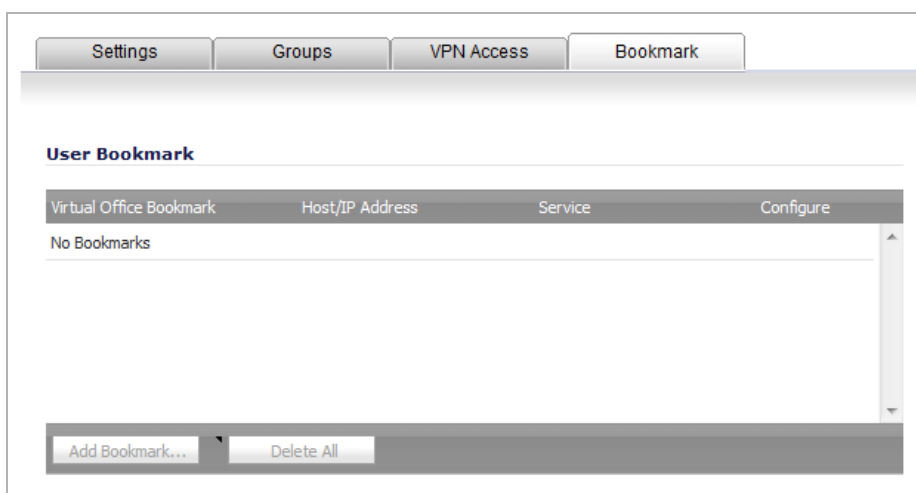 Settings Groups VPN Access Bookmark
User Bookmark
Virtual Office Bookmark Host/IP Address Service Configure
No Bookmarks
Add Bookmark... Delete All